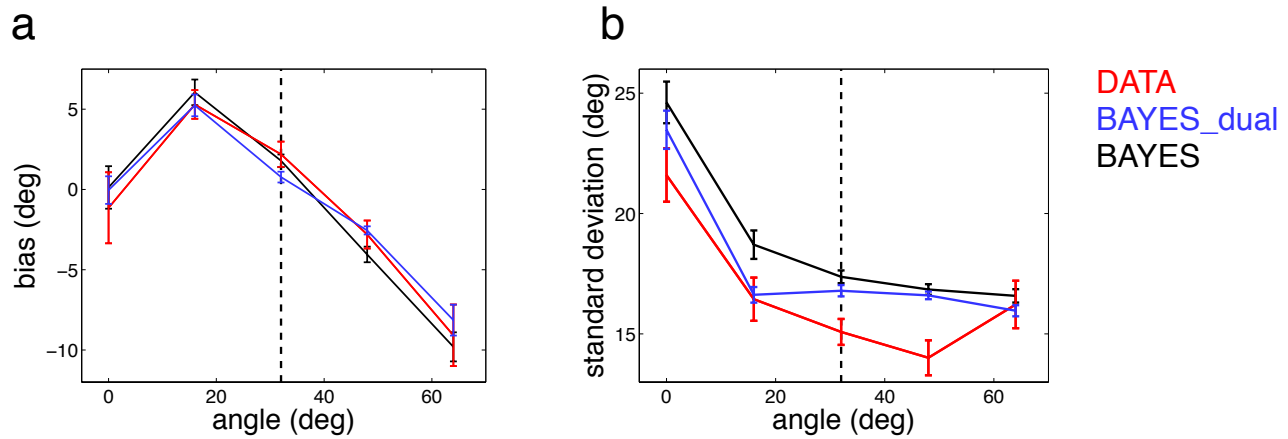 a
bias (deg)
5
0
−5
−10
0
20
40
60
angle (deg)
b
standard deviation (deg)
25
20
15
0
20
40
60
angle (deg)
DATA
BAYES_dual
BAYES